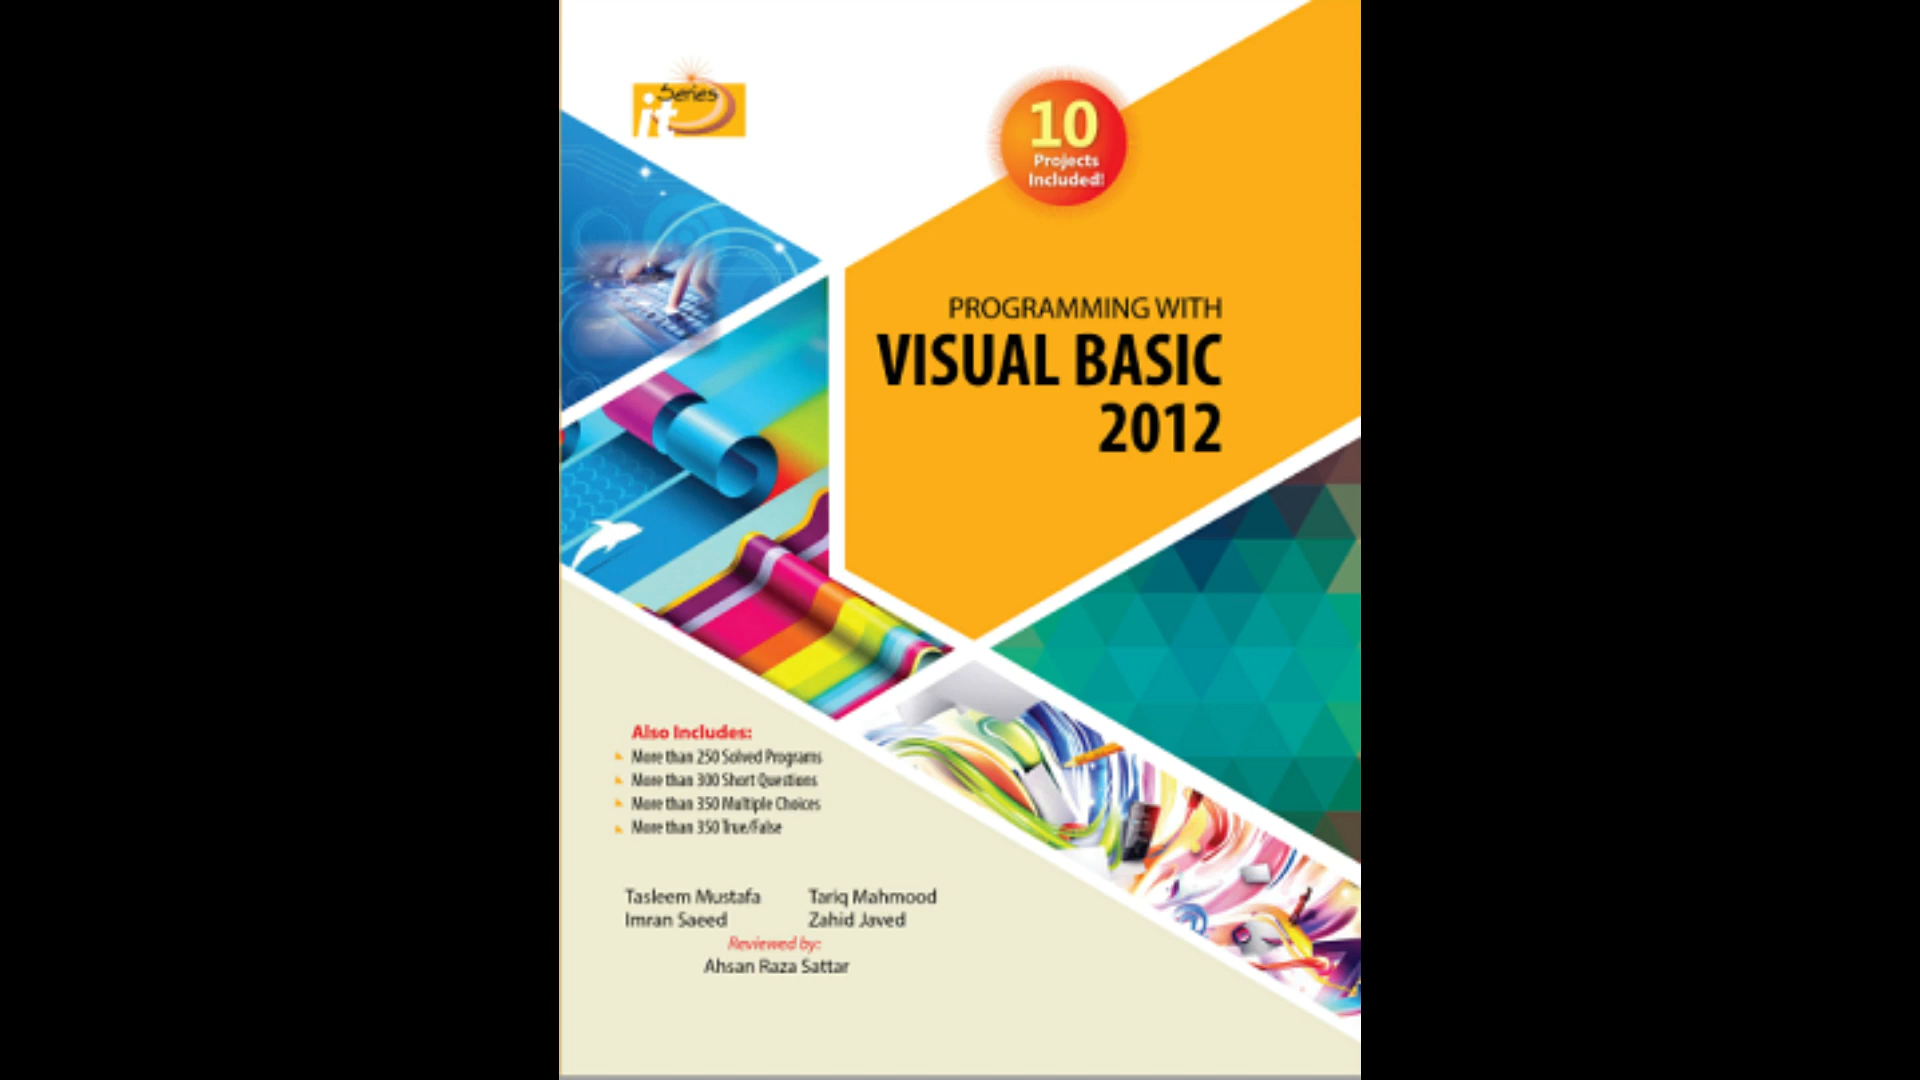 Series
it
10
Projects
Included!
PROGRAMMING WITH
VISUAL BASIC
2012
Also Includes:
More than 250 Solved Programs
More than 300 Short Questions
More than 350 Multiple Choices
More than 350 True/False
Tasleem Mustafa Tariq Mahmood
Imran Saeed Zahid Javed
Reviewed by:
Ahsan Raza Sattar